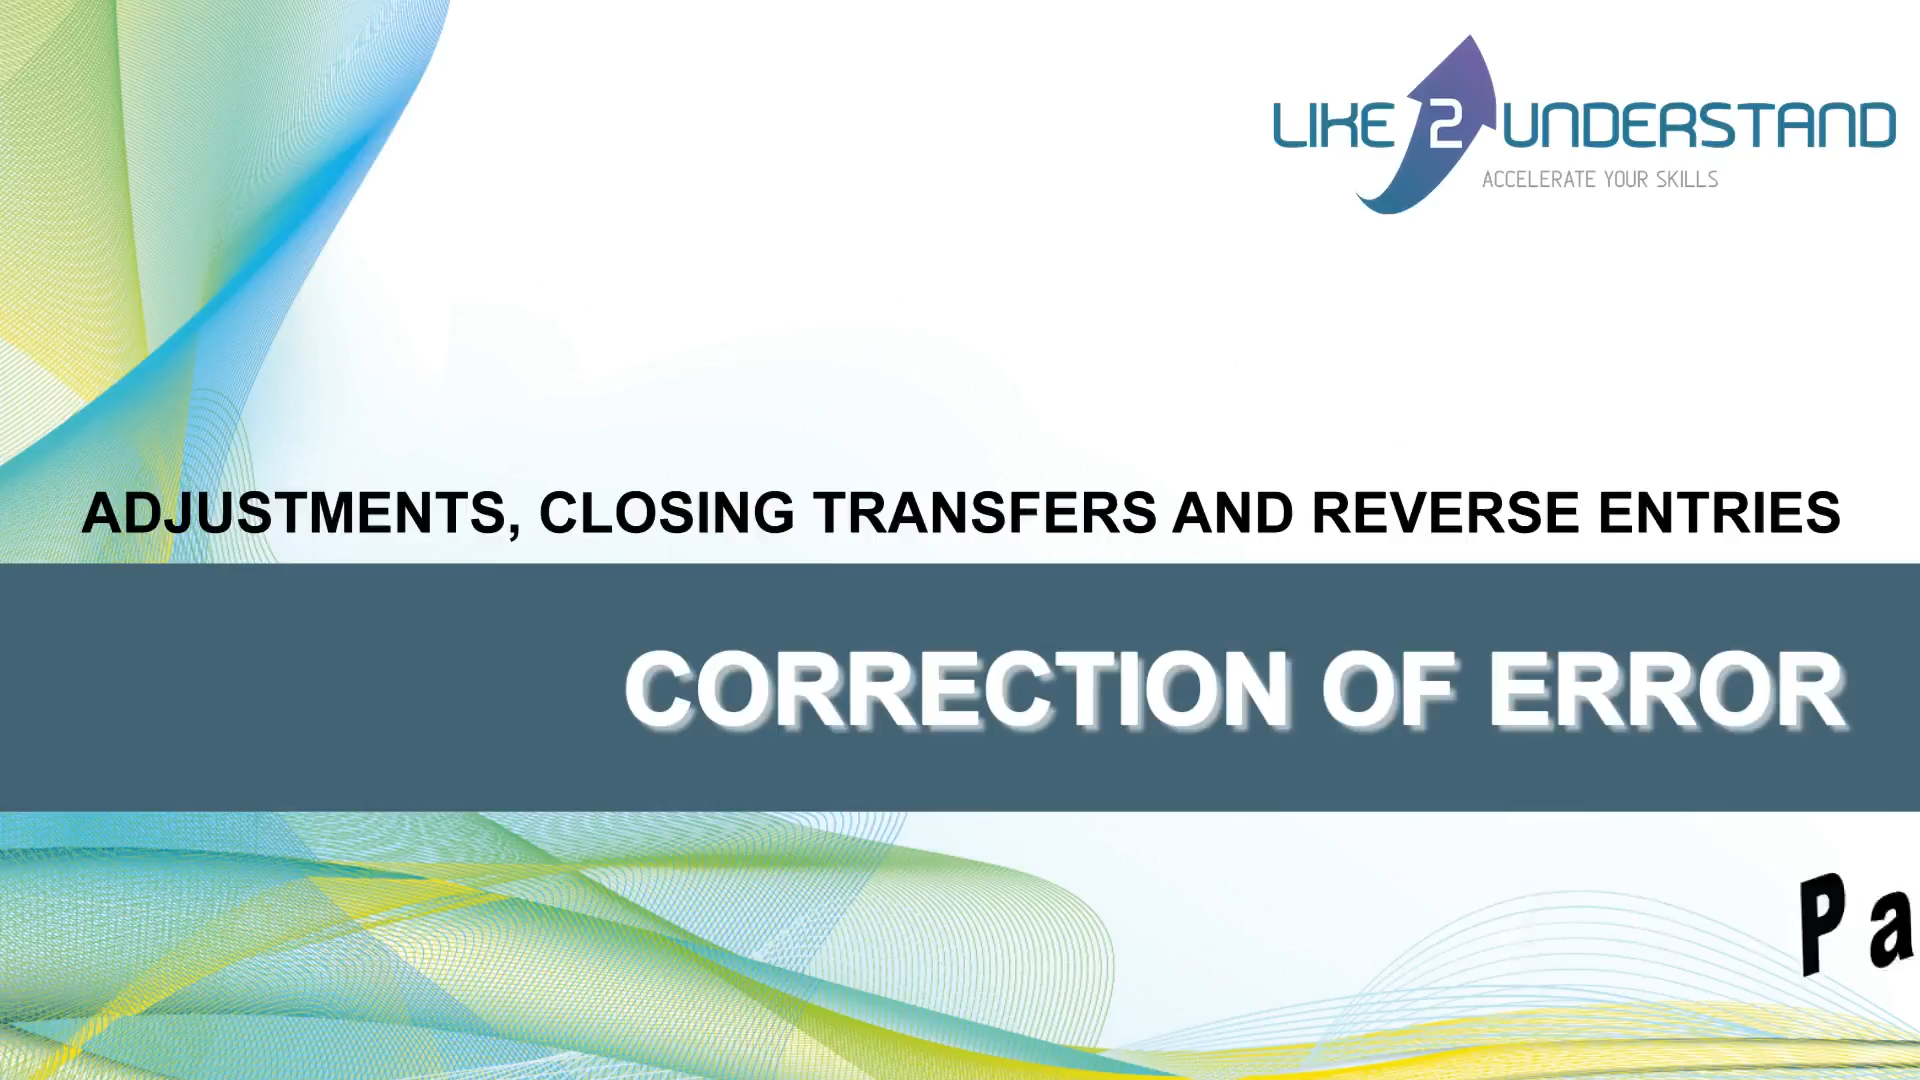 LIKE 2 UNDERSTAND
ACCELERATE YOUR SKILLS
ADJUSTMENTS, CLOSING TRANSFERS AND REVERSE ENTRIES
CORRECTION OF ERROR
Pa